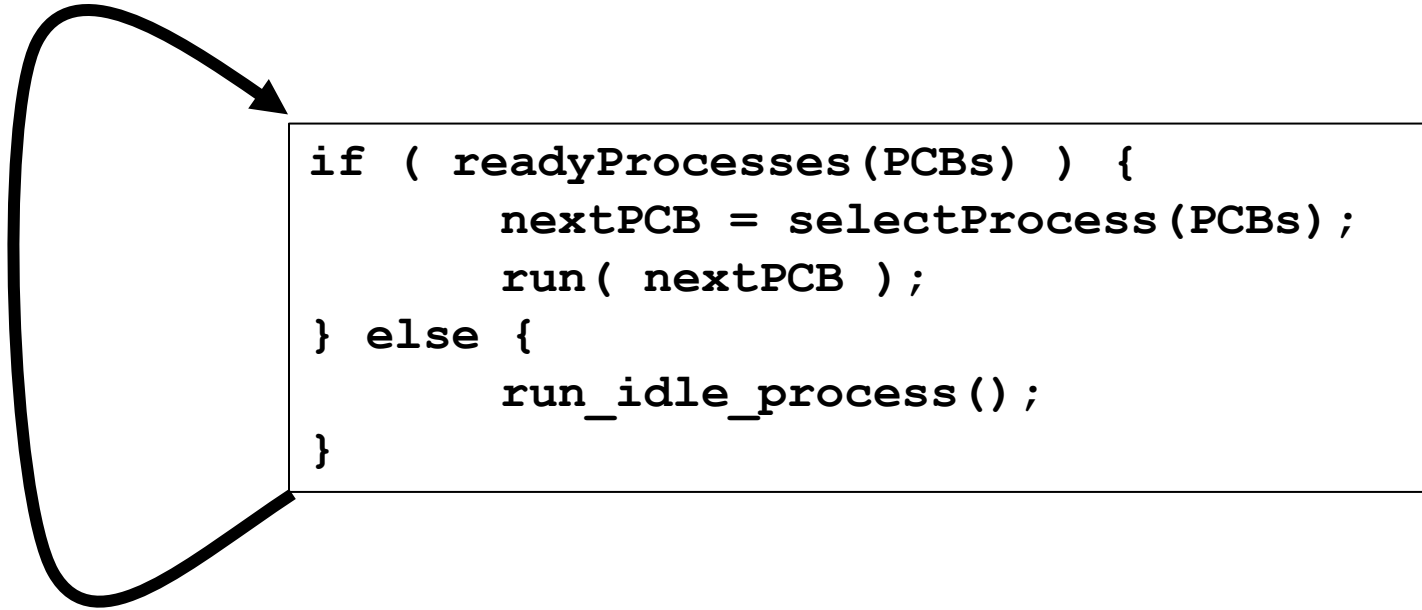 if ( readyProcesses(PCBs) ) {
        nextPCB = selectProcess(PCBs);
        run( nextPCB );
} else {
        run_idle_process();
}